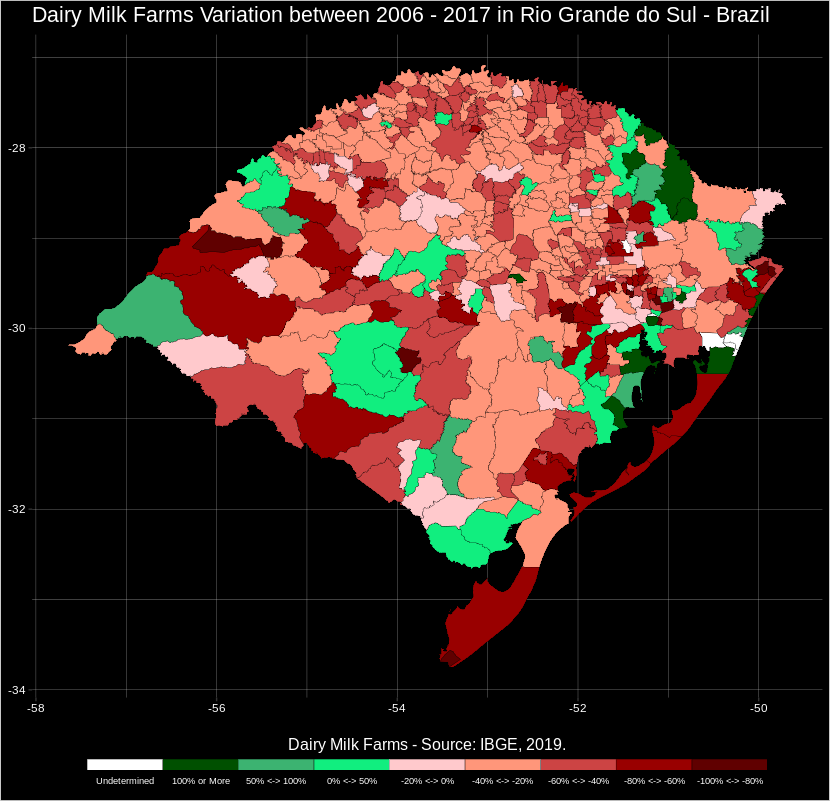 Dairy Milk Farms Variation between 2006 - 2017 in Rio Grande do Sul - Brazil
-28
-30
-32
-34
-58 -56 -54 -52 -50
Dairy Milk Farms - Source: IBGE, 2019.
Undetermined 100% or More 50% <-> 100% 0% <-> 50% -20% <-> 0% -40% <-> -20% -60% <-> -40% -80% <-> -60% -100% <-> -80%